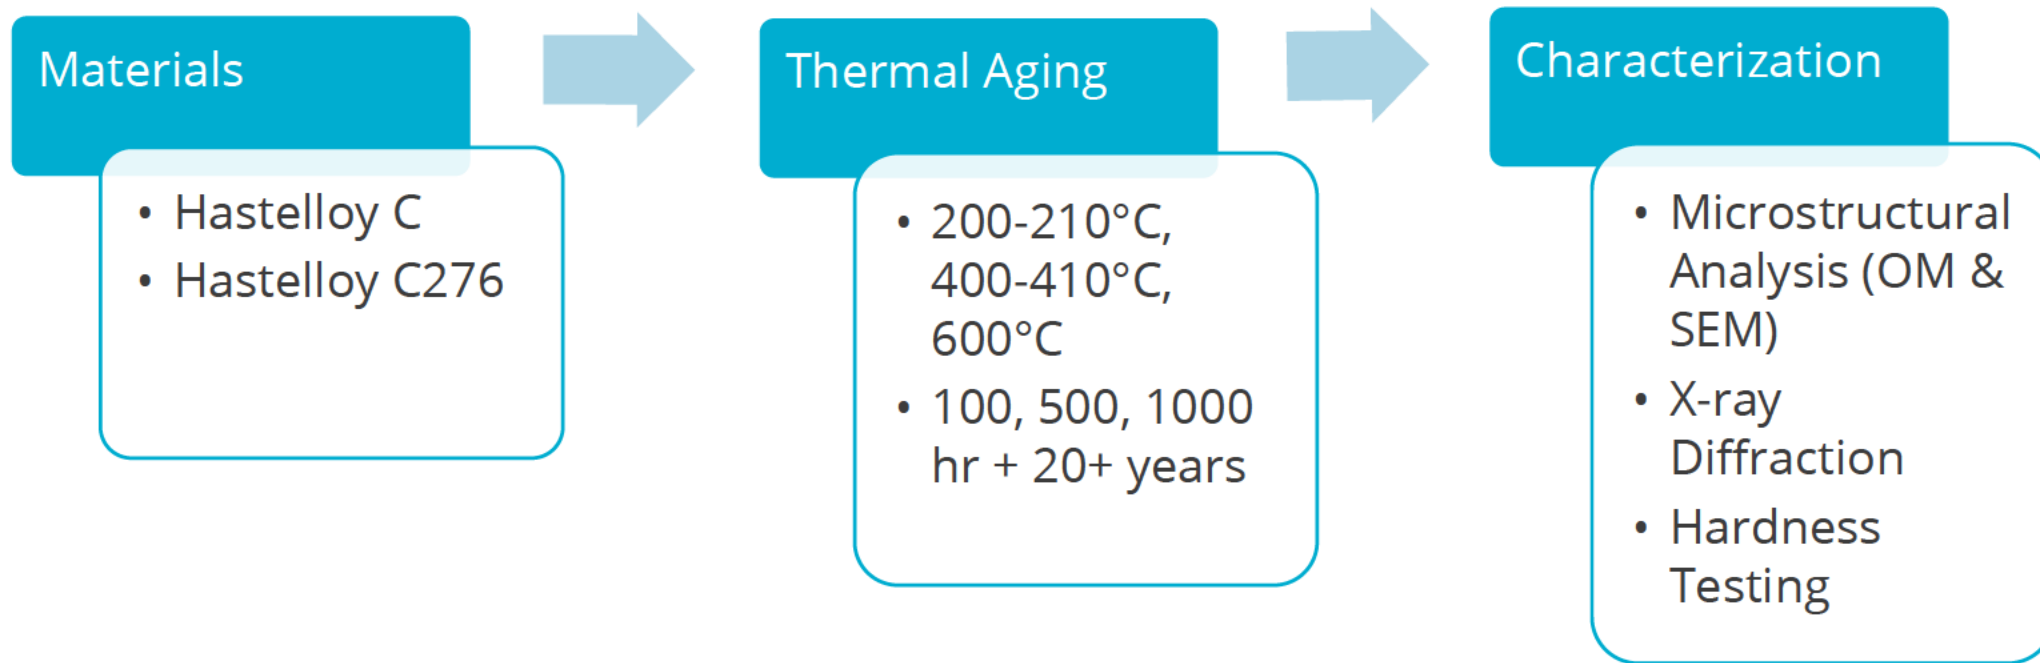 Materials
• Hastelloy C
• Hastelloy C276
Thermal Aging
• 200-210°C,
400-410°C,
600°C
• 100, 500, 1000
hr + 20+ years
Characterization
• Microstructural
Analysis (OM &
SEM)
• X-ray
Diffraction
• Hardness
Testing